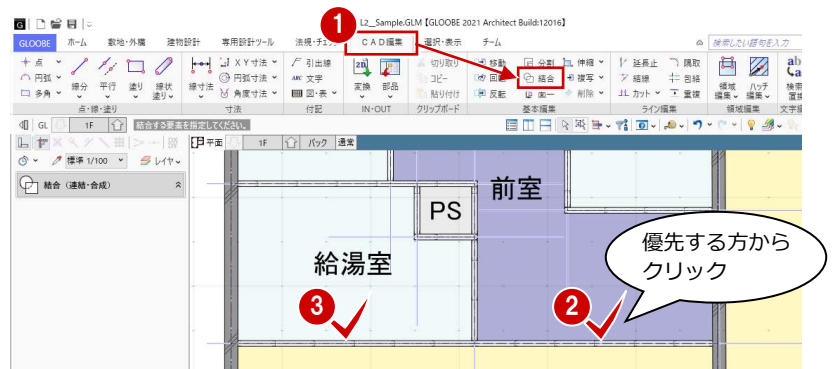 L2__Sample.GLM【GLOOBE 2021 Architect Build:12016】
1
GLOOBE ホーム 敷地・外構 建物設計 専用設計ツール 法規・チェック CAD編集 選択・表示 チーム 検索したい語句を入力
点 XY寸法 引出線 切り取り 移動 分割 伸縮 延長止 隅取
円弧 線分 平行 塗り 線状塗り 線寸法 円弧寸法 ABC 文字 変換 部品 コピー 回転 結合 複写 結線 包絡 領域編集 ハッチ編集 検索置換
多角 角度寸法 図・表 貼り付け 反転 面一 削除 カット 重複
点・線・塗り 寸法 付記 IN・OUT クリップボード 基本編集 ライン編集 領域編集
GL 1F 結合する要素を指定してください。
平面 1F バック 通常
標準 1/100 レイヤ
結合（連結・合成）
前室
PS
給湯室
優先する方から
クリック
3
2